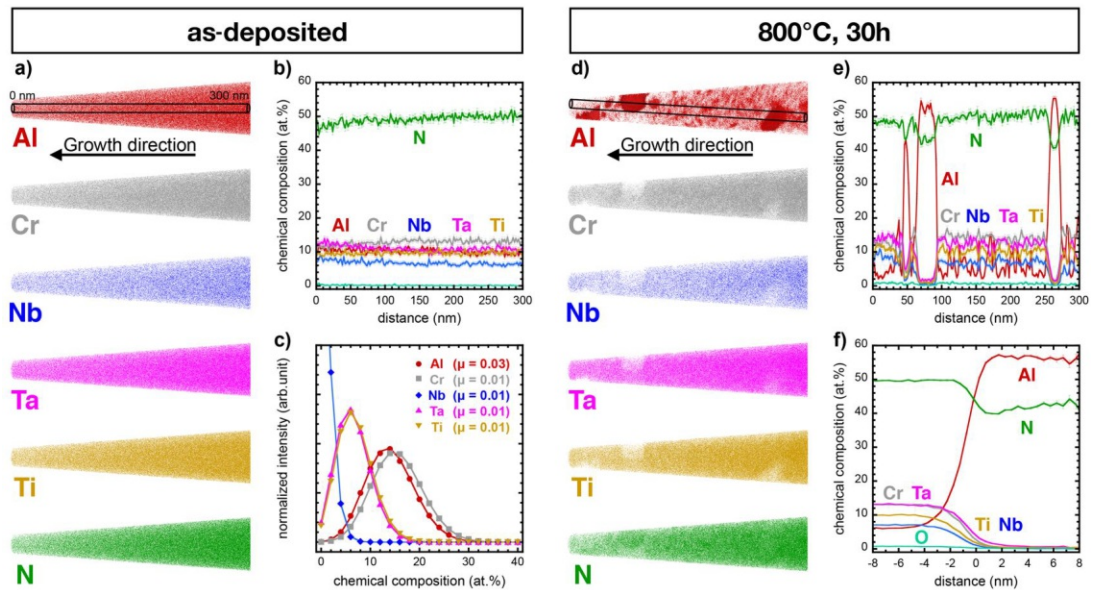 as-deposited
800°C, 30h
a)
0 nm
300 nm
Al
Growth direction
Cr
Nb
Ta
Ti
N
b)
chemical composition (at.%)
60
50
40
30
20
10
0
N
Al Cr Nb Ta Ti
0 50 100 150 200 250 300
distance (nm)
c)
normalized intensity (arb.unit)
Al (μ = 0.03)
Cr (μ = 0.01)
Nb (μ = 0.01)
Ta (μ = 0.01)
Ti (μ = 0.01)
0 10 20 30 40
chemical composition (at.%)
d)
Al
Growth direction
Cr
Nb
Ta
Ti
N
e)
chemical composition (at.%)
60
50
40
30
20
10
0
N
Al
Cr Nb Ta Ti
0 50 100 150 200 250 300
distance (nm)
f)
chemical composition (at.%)
60
50
40
30
20
10
0
Al
N
Cr Ta
Ti Nb
O
-8 -6 -4 -2 0 2 4 6 8
distance (nm)